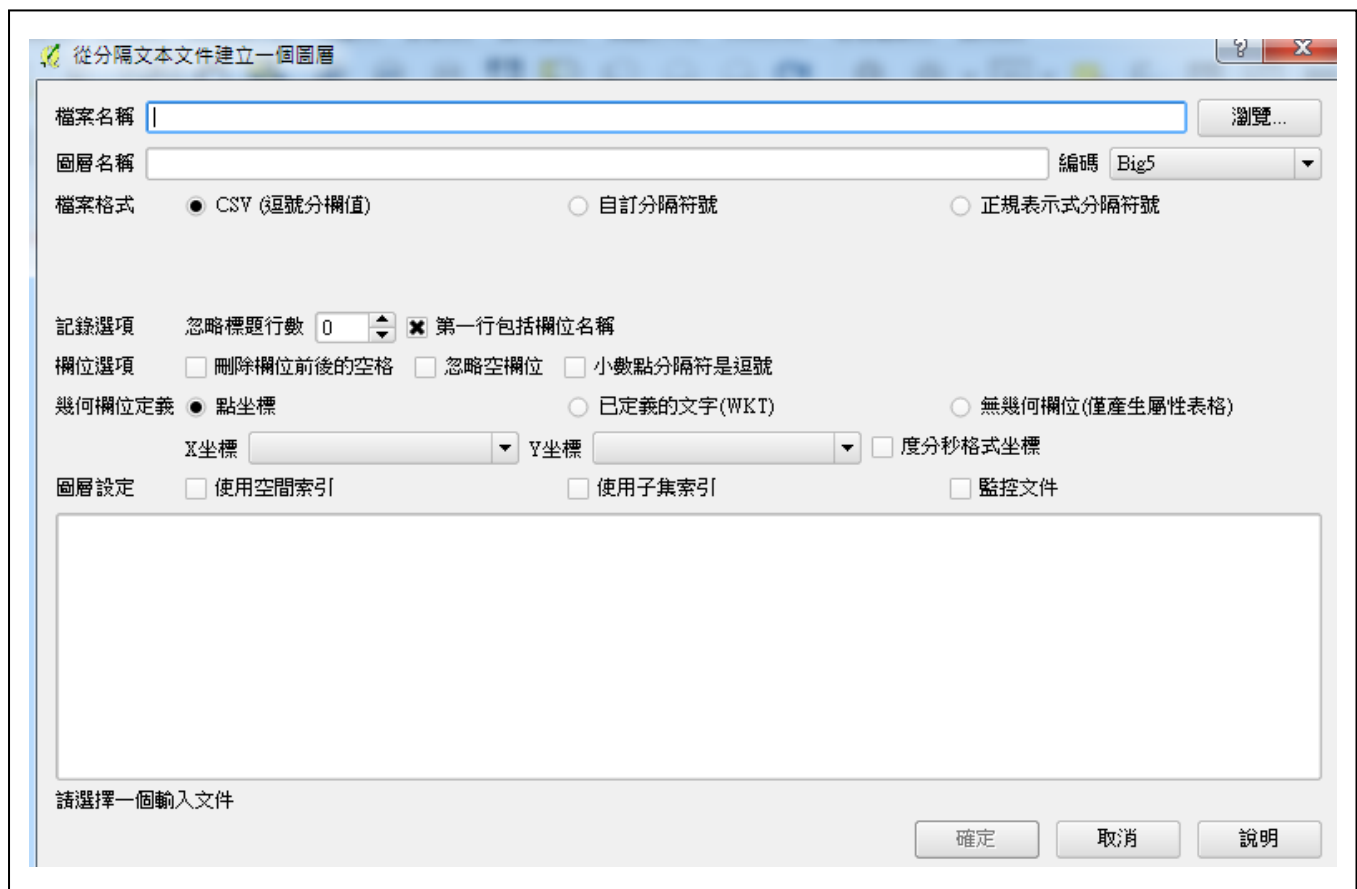 從分隔文本文件建立一個圖層
檔案名稱 瀏覽...
圖層名稱 編碼 Big5
檔案格式 CSV (逗號分欄值) 自訂分隔符號 正規表示式分隔符號
記錄選項 忽略標題行數 0 第一行包括欄位名稱
欄位選項 刪除欄位前後的空格 忽略空欄位 小數點分隔符是逗號
幾何欄位定義 點坐標 已定義的文字(WKT) 無幾何欄位(僅產生屬性表格)
X坐標 Y坐標 度分秒格式坐標
圖層設定 使用空間索引 使用子集索引 監控文件
請選擇一個輸入文件
確定 取消 說明